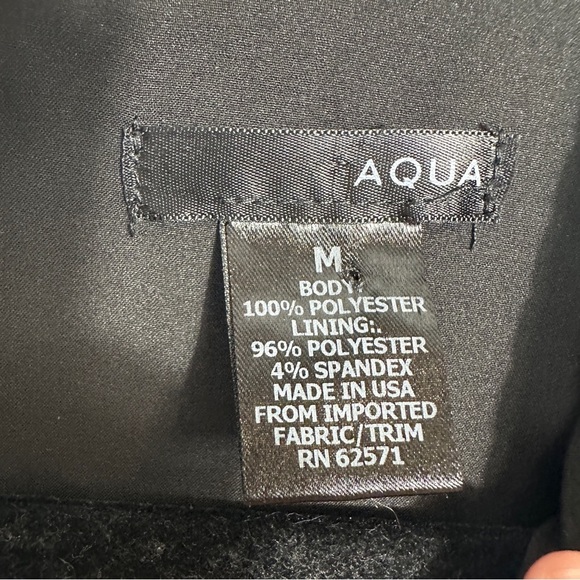 AQUA
M
BODY:
100% POLYESTER
LINING:.
96% POLYESTER
4% SPANDEX
MADE IN USA
FROM IMPORTED
FABRIC/TRIM
RN 62571